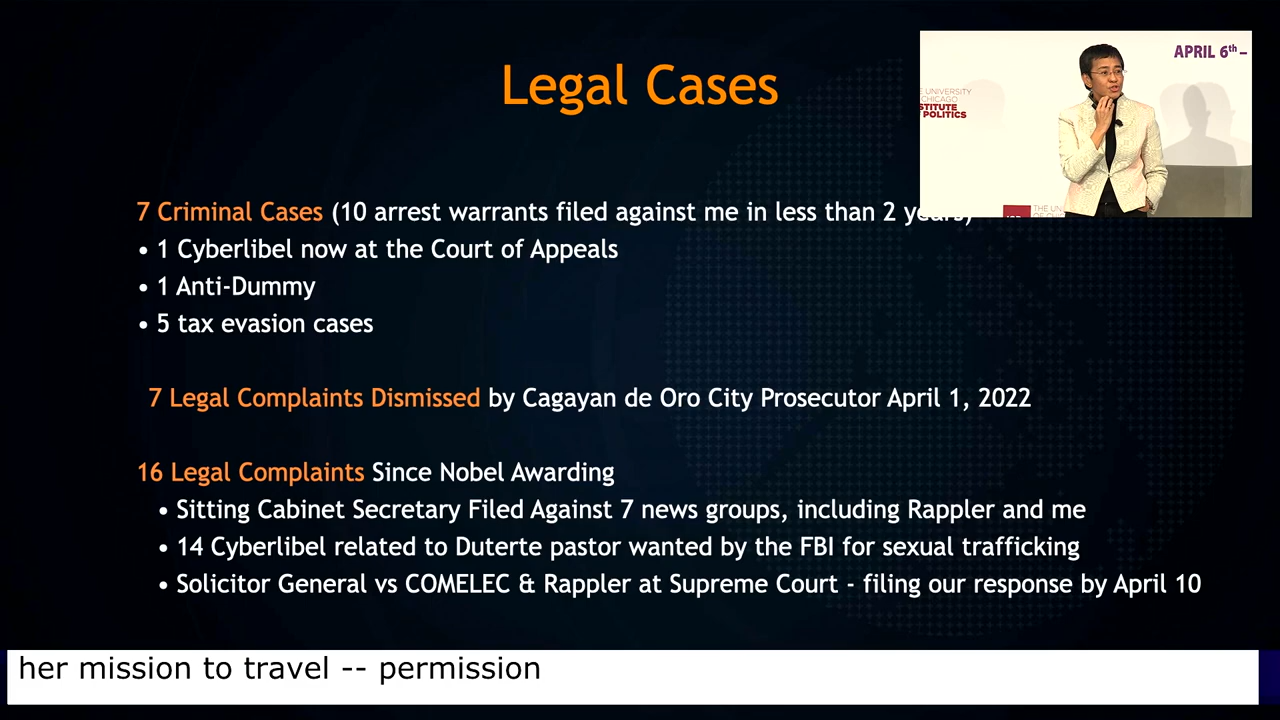 Legal Cases
APRIL 6th –
E UNIVERSITY
CHICAGO
STITUTE
POLITICS
7 Criminal Cases (10 arrest warrants filed against me in less than 2 years)
• 1 Cyberlibel now at the Court of Appeals
• 1 Anti-Dummy
• 5 tax evasion cases
7 Legal Complaints Dismissed by Cagayan de Oro City Prosecutor April 1, 2022
16 Legal Complaints Since Nobel Awarding
• Sitting Cabinet Secretary Filed Against 7 news groups, including Rappler and me
• 14 Cyberlibel related to Duterte pastor wanted by the FBI for sexual trafficking
• Solicitor General vs COMELEC & Rappler at Supreme Court - filing our response by April 10
her mission to travel -- permission